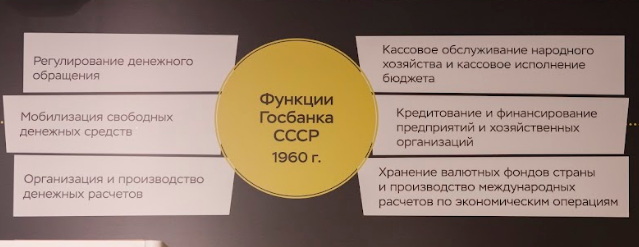 Регулирование денежного
обращения
Мобилизация свободных
денежных средств
Организация и производство
денежных расчетов
Функции
Госбанка
СССР
1960 г.
Кассовое обслуживание народного
хозяйства и кассовое исполнение
бюджета
Кредитование и финансирование
предприятий и хозяйственных
организаций
Хранение валютных фондов страны
и производство международных
расчетов по экономическим операциям